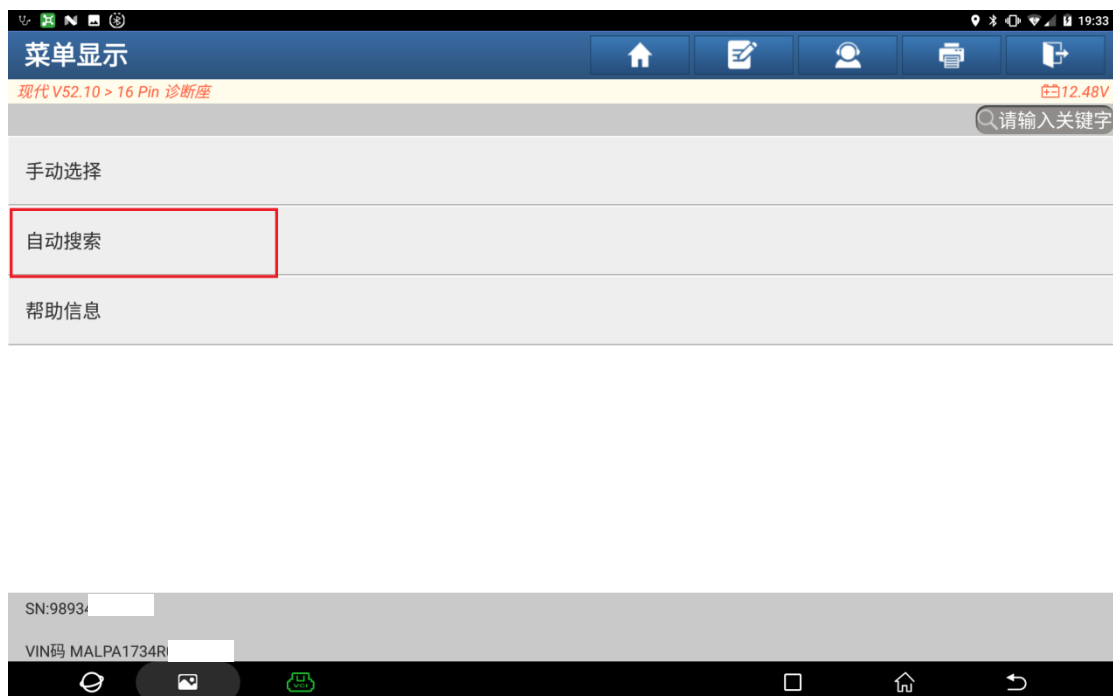 19:33
菜单显示
现代 V52.10 > 16 Pin 诊断座
12.48V
请输入关键字
手动选择
自动搜索
帮助信息
SN:98934
VIN码 MALPA1734R
VCI